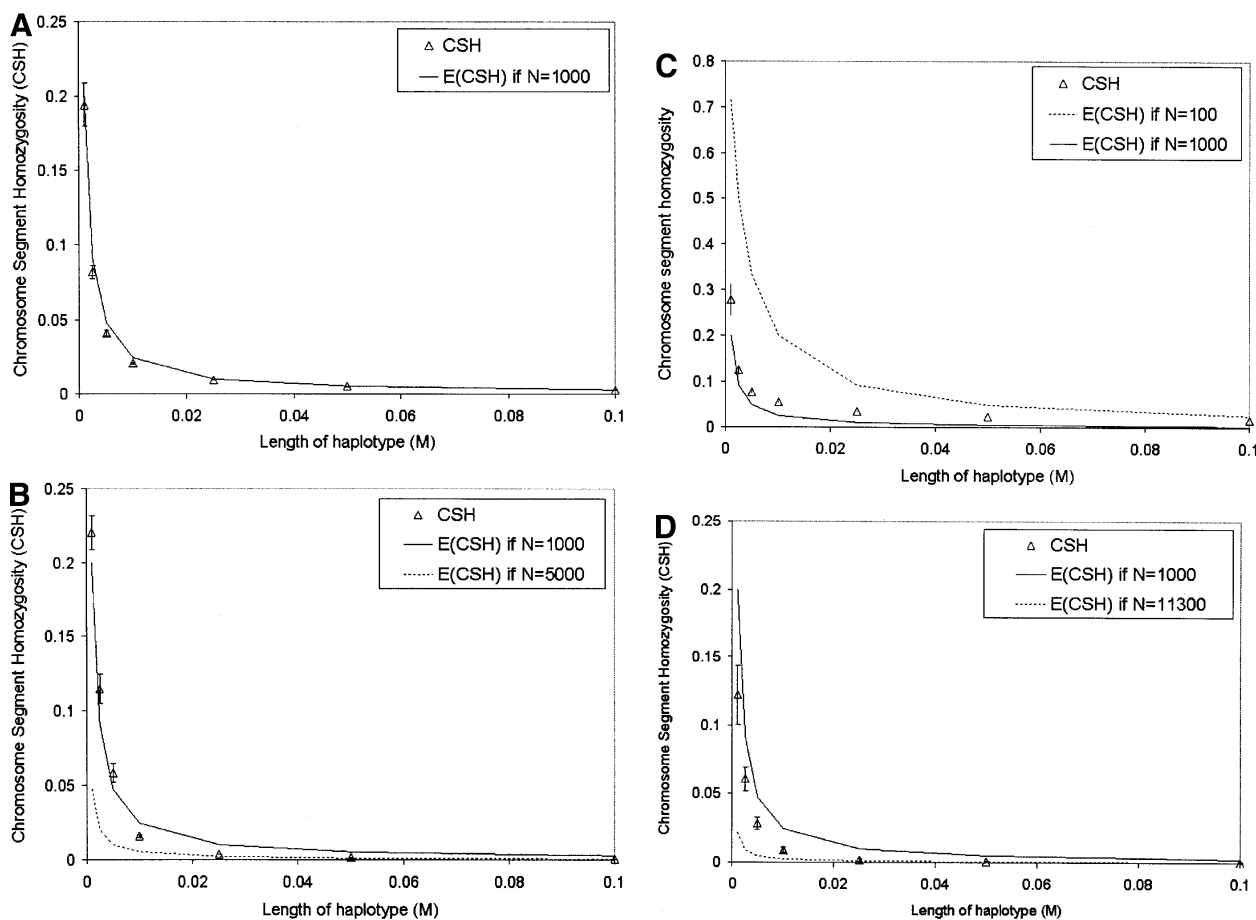 A
Chromosome Segment Homozygosity (CSH)
0.25
0.2
0.15
0.1
0.05
0
CSH
E(CSH) if N=1000
0
0.02
0.04
0.06
0.08
0.1
Length of haplotype (M)
B
Chromosome Segment Homozygosity (CSH)
0.25
0.2
0.15
0.1
0.05
0
CSH
E(CSH) if N=1000
E(CSH) if N=5000
0
0.02
0.04
0.06
0.08
0.1
Length of haplotype (M)
C
Chromosome segment homozygosity
0.8
0.7
0.6
0.5
0.4
0.3
0.2
0.1
0
CSH
E(CSH) if N=100
E(CSH) if N=1000
0
0.02
0.04
0.06
0.08
0.1
Length of haplotype (M)
D
Chromosome Segment Homozygosity (CSH)
0.25
0.2
0.15
0.1
0.05
0
CSH
E(CSH) if N=1000
E(CSH) if N=11300
0
0.02
0.04
0.06
0.08
0.1
Length of haplotype (M)